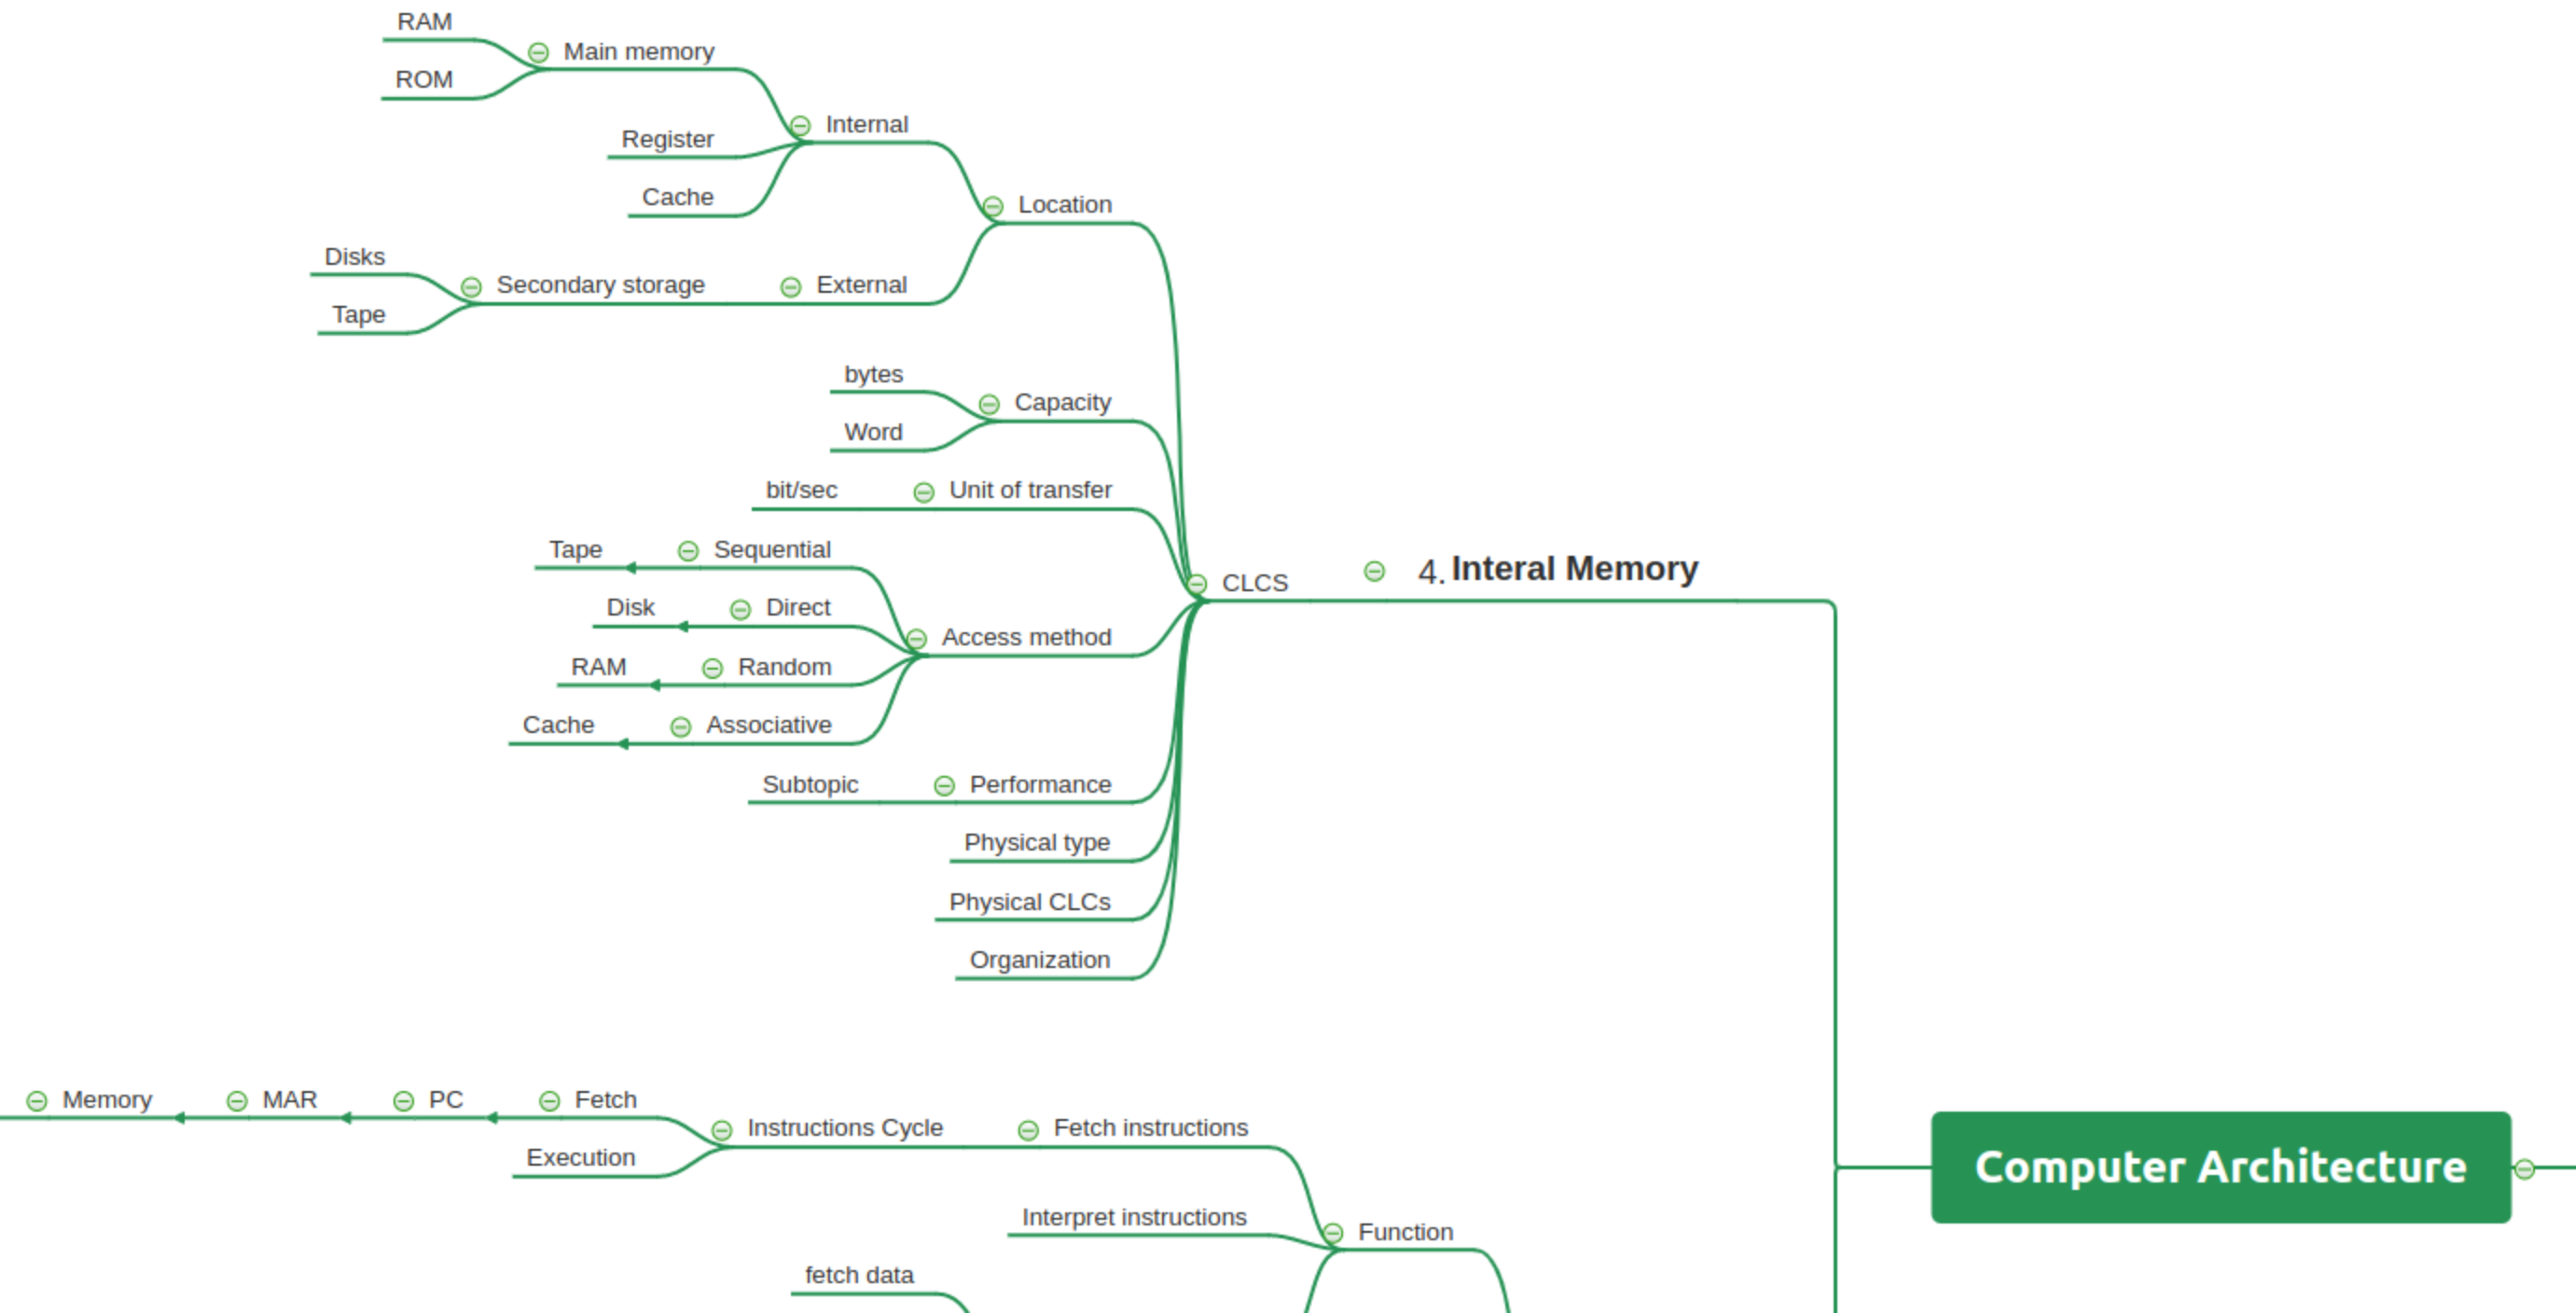 RAM
Main memory
ROM
Internal
Register
Cache
Location
Disks
Secondary storage
External
Tape
bytes
Capacity
Word
bit/sec
Unit of transfer
Tape
Sequential
CLCS
4. Interal Memory
Disk
Direct
Access method
RAM
Random
Cache
Associative
Subtopic
Performance
Physical type
Physical CLCs
Organization
Memory
MAR
PC
Fetch
Instructions Cycle
Fetch instructions
Execution
Computer Architecture
Interpret instructions
Function
fetch data